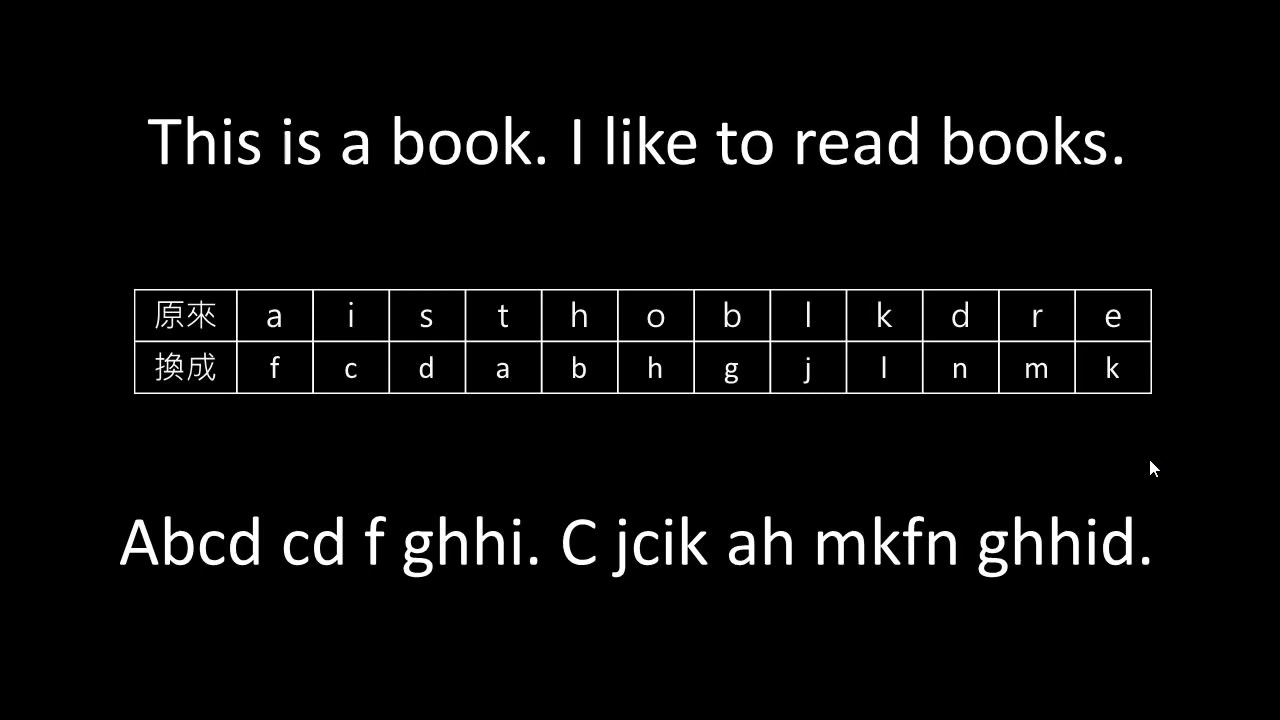 This is a book. I like to read books.
原來 a i s t h o b l k d r e
換成 f c d a b h g j l n m k
Abcd cd f ghhi. C jcik ah mkfn ghhid.